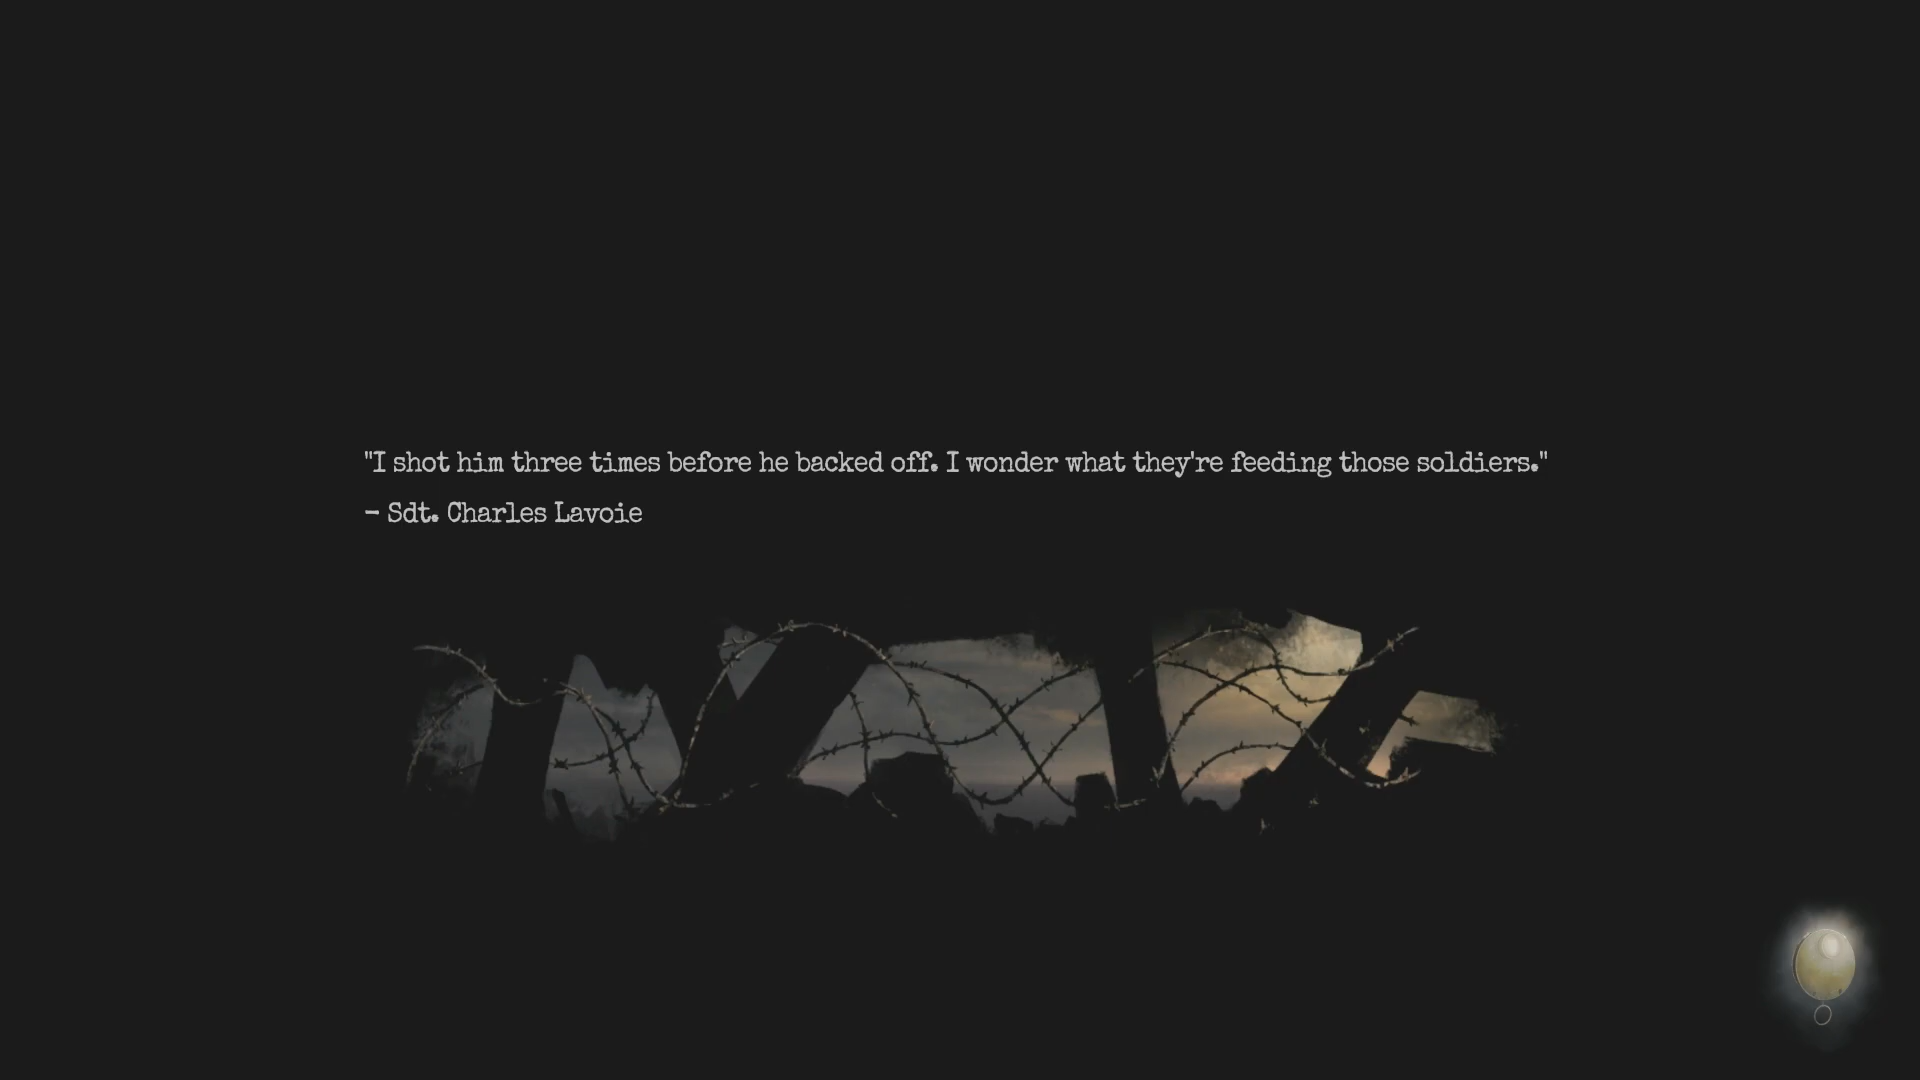 "I shot him three times before he backed off. I wonder what they're feeding those soldiers."
- Sdt. Charles Lavoie